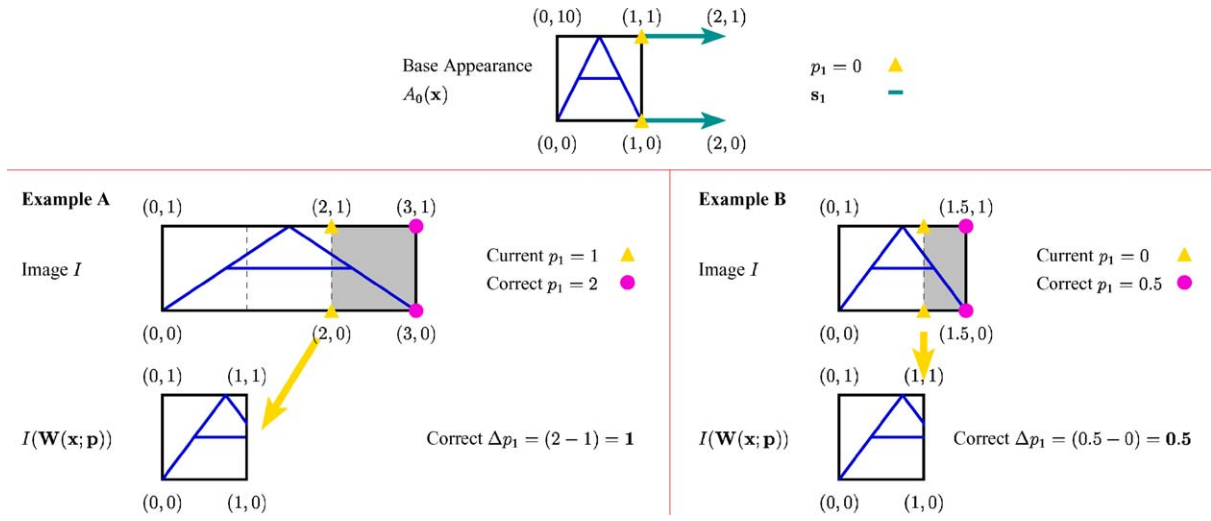 (0, 10) (1, 1) (2, 1)
Base Appearance
A₀(x)
p₁ = 0
s₁
(0, 0) (1, 0) (2, 0)
Example A
(0, 1) (2, 1) (3, 1)
Image I
Current p₁ = 1
Correct p₁ = 2
(0, 0) (2, 0) (3, 0)
(0, 1) (1, 1)
I(W(x; p))
Correct Δp₁ = (2 − 1) = 1
(0, 0) (1, 0)
Example B
(0, 1) (1.5, 1)
Image I
Current p₁ = 0
Correct p₁ = 0.5
(0, 0) (1.5, 0)
(0, 1) (1, 1)
I(W(x; p))
Correct Δp₁ = (0.5 − 0) = 0.5
(0, 0) (1, 0)